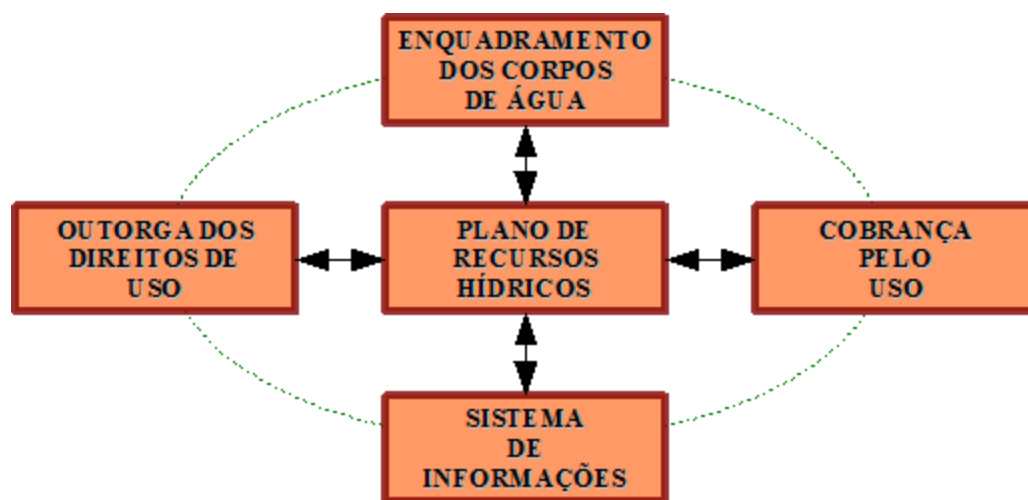 ENQUADRAMENTO
DOS CORPOS
DE ÁGUA
OUTORGA DOS
DIREITOS DE
USO
PLANO DE
RECURSOS
HÍDRICOS
COBRANÇA
PELO
USO
SISTEMA
DE
INFORMAÇÕES